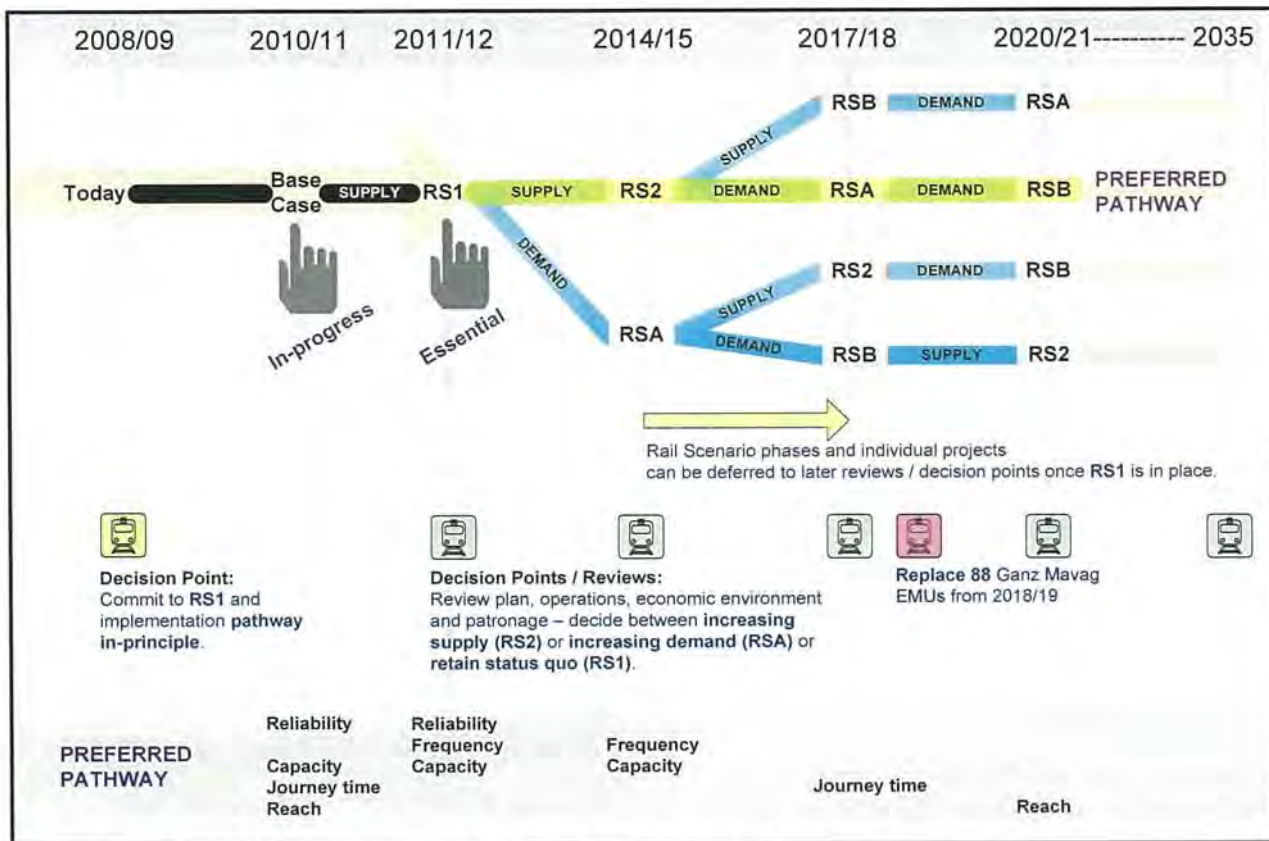 2008/09 2010/11 2011/12 2014/15 2017/18 2020/21---------- 2035
RSB DEMAND RSA
SUPPLY
Today Base Case SUPPLY RS1 SUPPLY RS2 DEMAND RSA DEMAND RSB PREFERRED PATHWAY
DEMAND
In-progress
Essential
RS2 DEMAND RSB
SUPPLY
RSA
DEMAND
RSB SUPPLY RS2
Rail Scenario phases and individual projects
can be deferred to later reviews / decision points once RS1 is in place.
Decision Point:
Commit to RS1 and
implementation pathway
in-principle.
Decision Points / Reviews:
Review plan, operations, economic environment
and patronage – decide between increasing
supply (RS2) or increasing demand (RSA) or
retain status quo (RS1).
Replace 88 Ganz Mavag
EMUs from 2018/19
PREFERRED
PATHWAY
Reliability
Capacity
Journey time
Reach
Reliability
Frequency
Capacity
Frequency
Capacity
Journey time
Reach